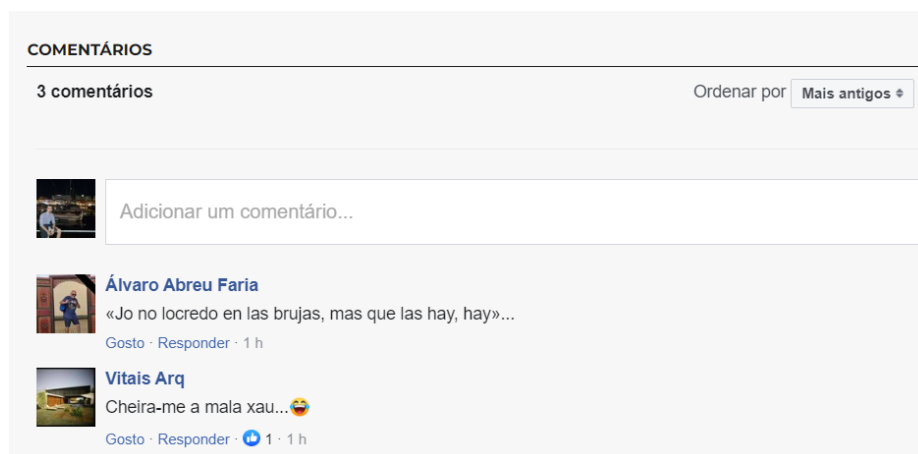 COMENTÁRIOS
3 comentários
Ordenar por Mais antigos
Adicionar um comentário...
Álvaro Abreu Faria
«Jo no locredo en las brujas, mas que las hay, hay»...
Gosto · Responder · 1 h
Vitais Arq
Cheira-me a mala xau...😂
Gosto · Responder · 1 · 1 h